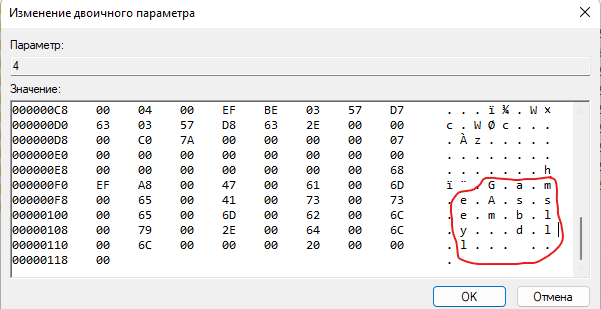 Изменение двоичного параметра
Параметр:
4
Значение:
000000C8 00 04 00 EF BE 03 57 D7 . . . ï ¾ . W ×
000000D0 63 03 57 D8 63 2E 00 00 c . W Ø c . . .
000000D8 00 C0 7A 00 00 00 00 07 . À z . . . . .
000000E0 00 00 00 00 00 00 00 00 . . . . . . . .
000000E8 00 00 00 00 00 00 00 68 . . . . . . . h
000000F0 EF A8 00 47 00 61 00 6D ï ¨ . G . a . m
000000F8 00 65 00 41 00 73 00 73 . e . A . s . s
00000100 00 65 00 6D 00 62 00 6C . e . m . b . l
00000108 00 79 00 2E 00 64 00 6C . y . . . d . l
00000110 00 6C 00 00 00 20 00 00 . l . . .   . .
00000118 00 .
OK
Отмена